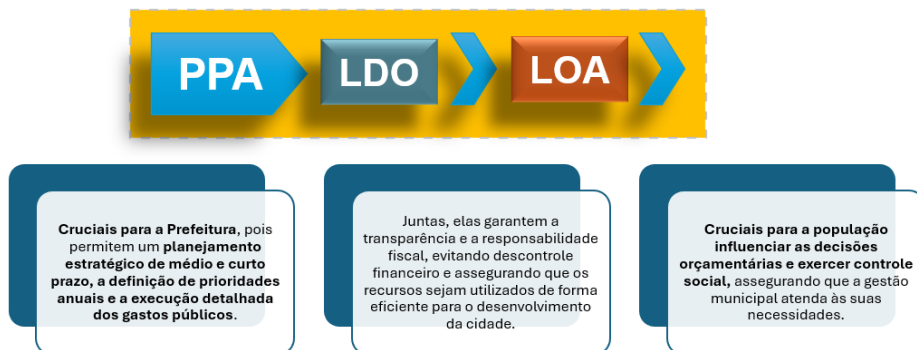 PPA
LDO
LOA
Cruciais para a Prefeitura, pois
permitem um planejamento
estratégico de médio e curto
prazo, a definição de prioridades
anuais e a execução detalhada
dos gastos públicos.
Juntas, elas garantem a
transparência e a responsabilidade
fiscal, evitando descontrole
financeiro e assegurando que os
recursos sejam utilizados de forma
eficiente para o desenvolvimento
da cidade.
Cruciais para a população
influenciar as decisões
orçamentárias e exercer controle
social, assegurando que a gestão
municipal atenda às suas
necessidades.